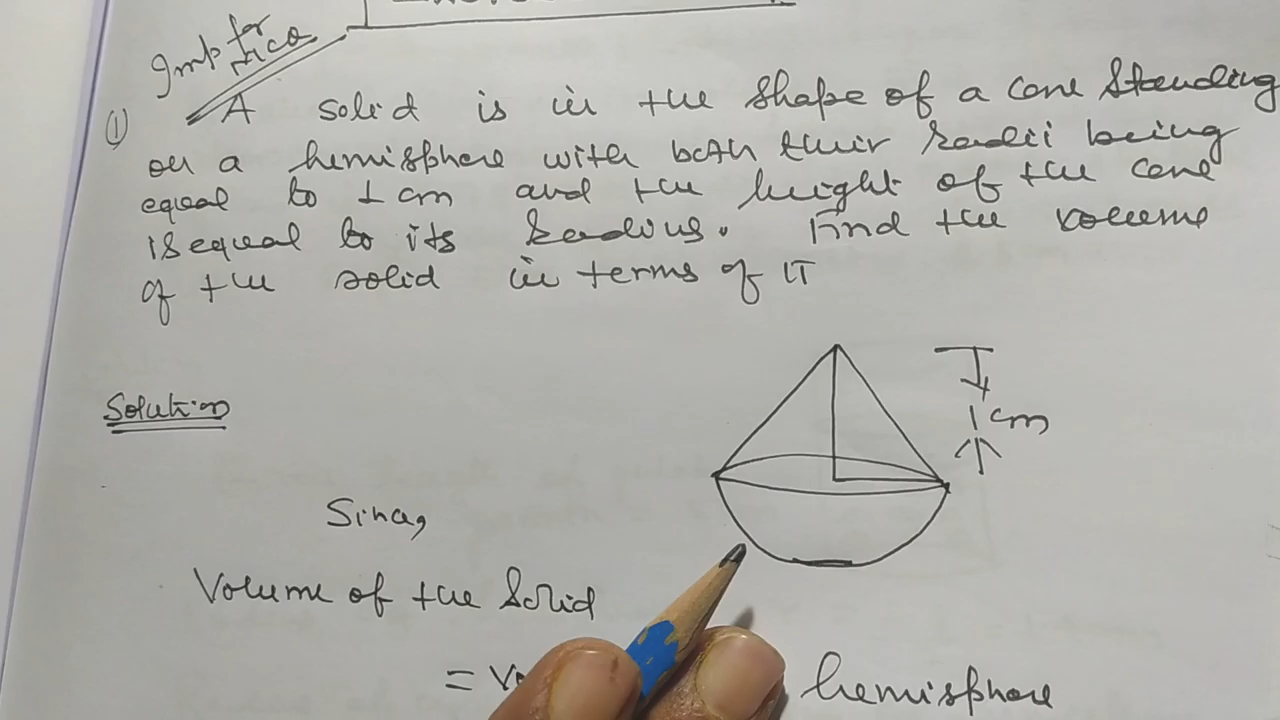 Imp for
MCQ
① A solid is in the shape of a cone standing
on a hemisphere with both their radii being
equal to 1 cm and the height of the cone
is equal to its radius. Find the volume
of the solid in terms of π
Solution
1 cm
Since,
Volume of the Solid
= Vo
hemisphere